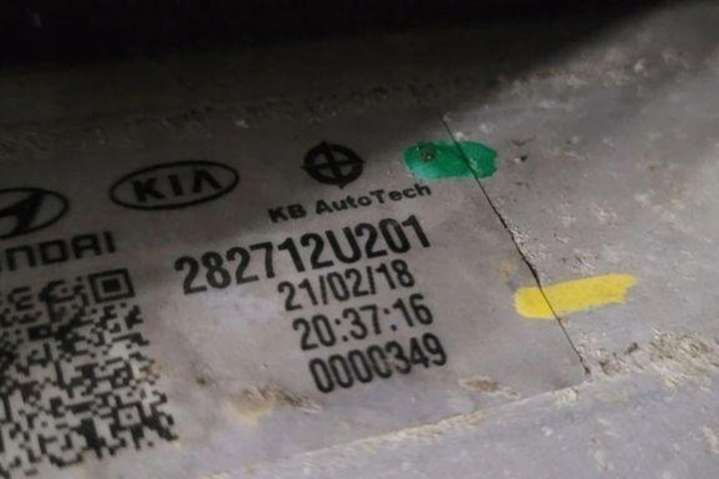 KIA
KB AutoTech
NDAI
282712U201
21/02/18
20:37:16
0000349